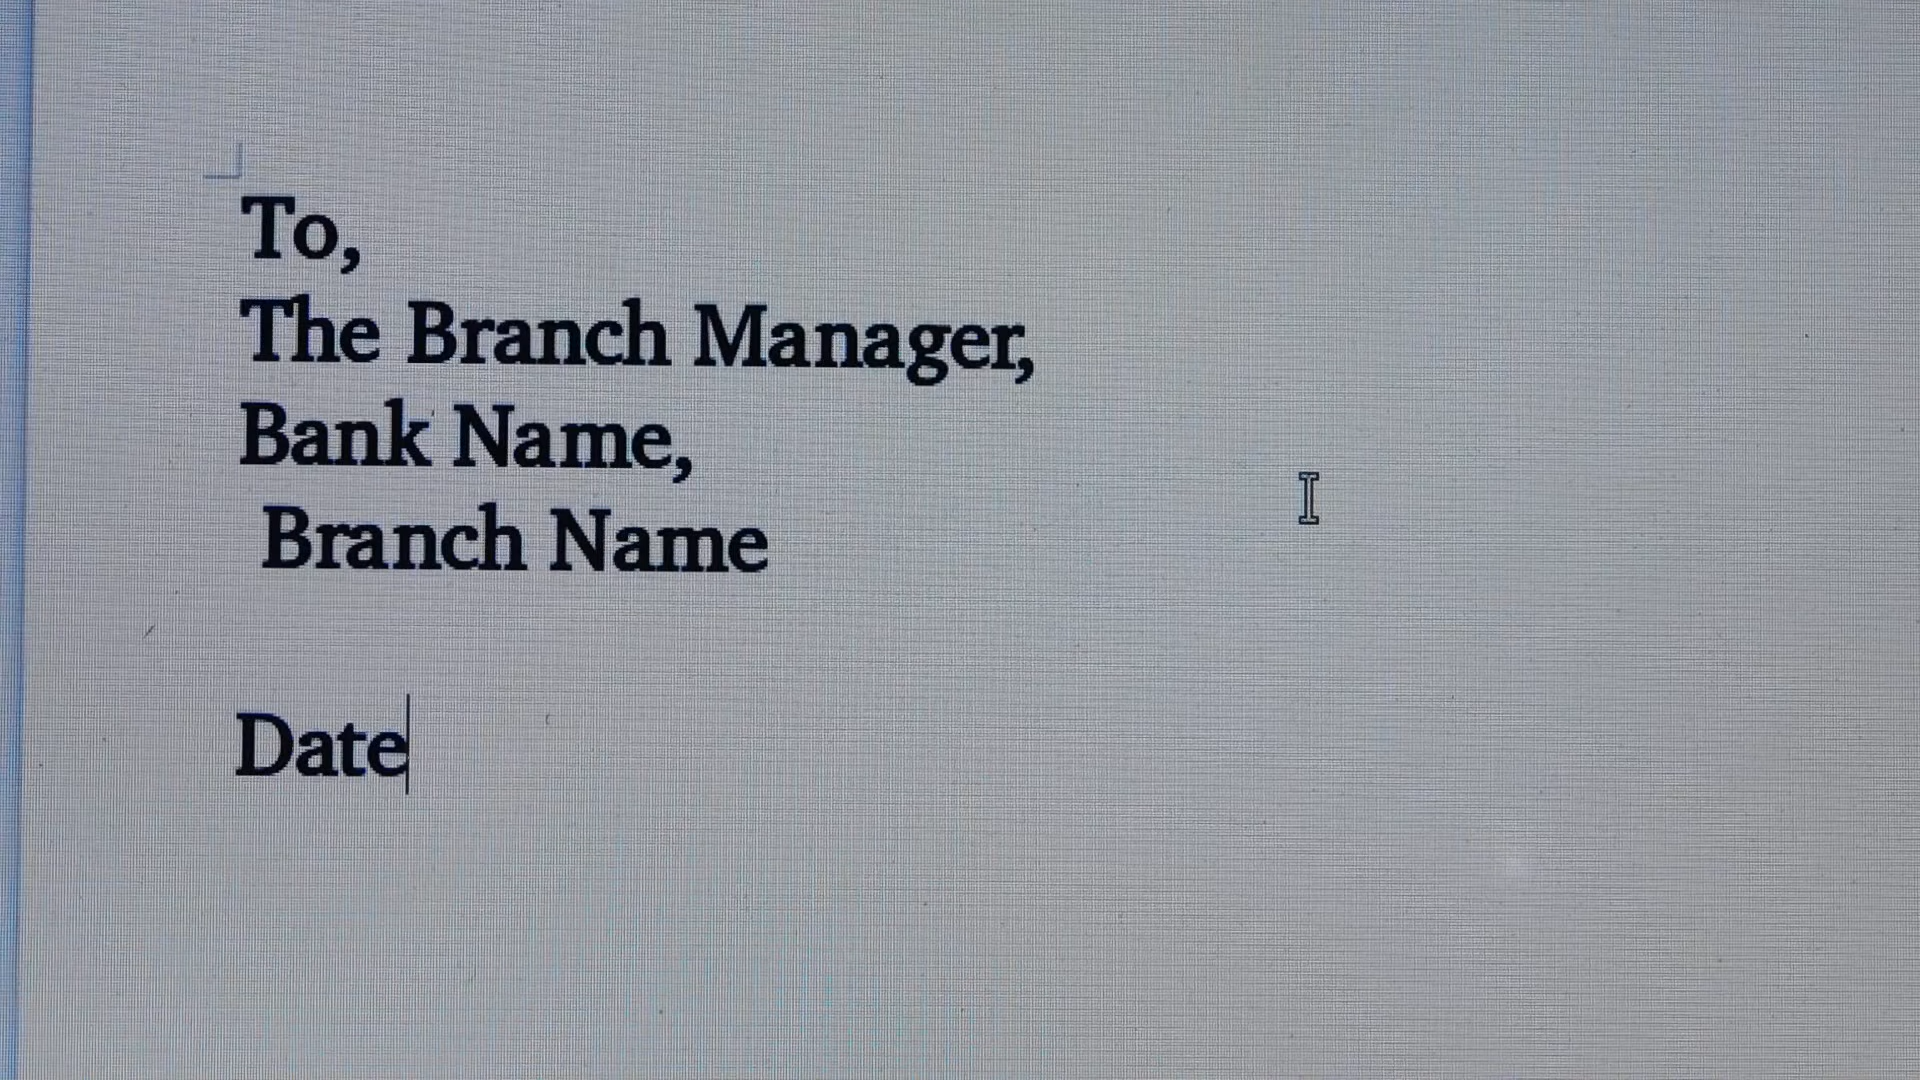 To,
The Branch Manager,
Bank Name,
Branch Name
Date